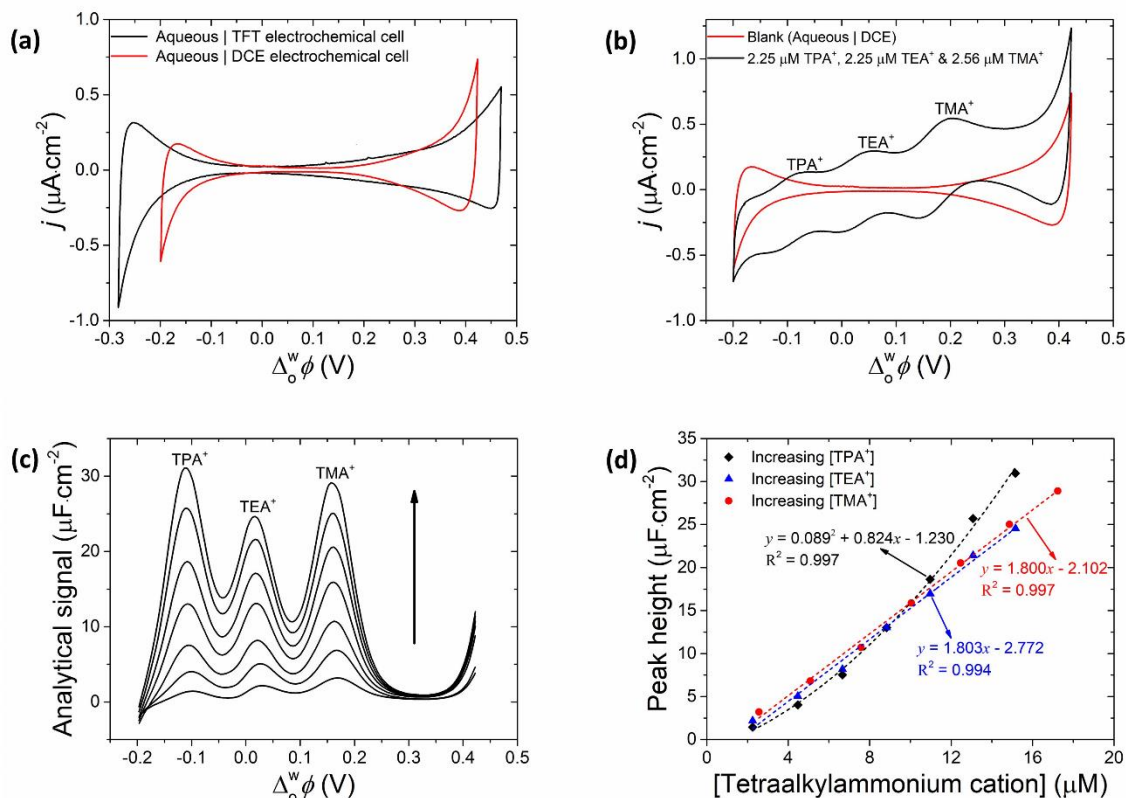 (a)
Aqueous | TFT electrochemical cell
Aqueous | DCE electrochemical cell
j (µA·cm⁻²)
1.0
0.5
0.0
-0.5
-1.0
-0.3 -0.2 -0.1 0.0 0.1 0.2 0.3 0.4 0.5
Δ_o^w ϕ (V)
(b)
Blank (Aqueous | DCE)
2.25 µM TPA⁺, 2.25 µM TEA⁺ & 2.56 µM TMA⁺
TPA⁺
TEA⁺
TMA⁺
j (µA·cm⁻²)
1.0
0.5
0.0
-0.5
-1.0
-0.2 -0.1 0.0 0.1 0.2 0.3 0.4 0.5
Δ_o^w ϕ (V)
(c)
TPA⁺
TEA⁺
TMA⁺
Analytical signal (µF·cm⁻²)
30
20
10
0
-0.2 -0.1 0.0 0.1 0.2 0.3 0.4 0.5
Δ_o^w ϕ (V)
(d)
Increasing [TPA⁺]
Increasing [TEA⁺]
Increasing [TMA⁺]
y = 0.089² + 0.824x - 1.230
R² = 0.997
y = 1.800x - 2.102
R² = 0.997
y = 1.803x - 2.772
R² = 0.994
Peak height (µF·cm⁻²)
35
30
25
20
15
10
5
0
0 4 8 12 16 20
[Tetraalkylammonium cation] (µM)